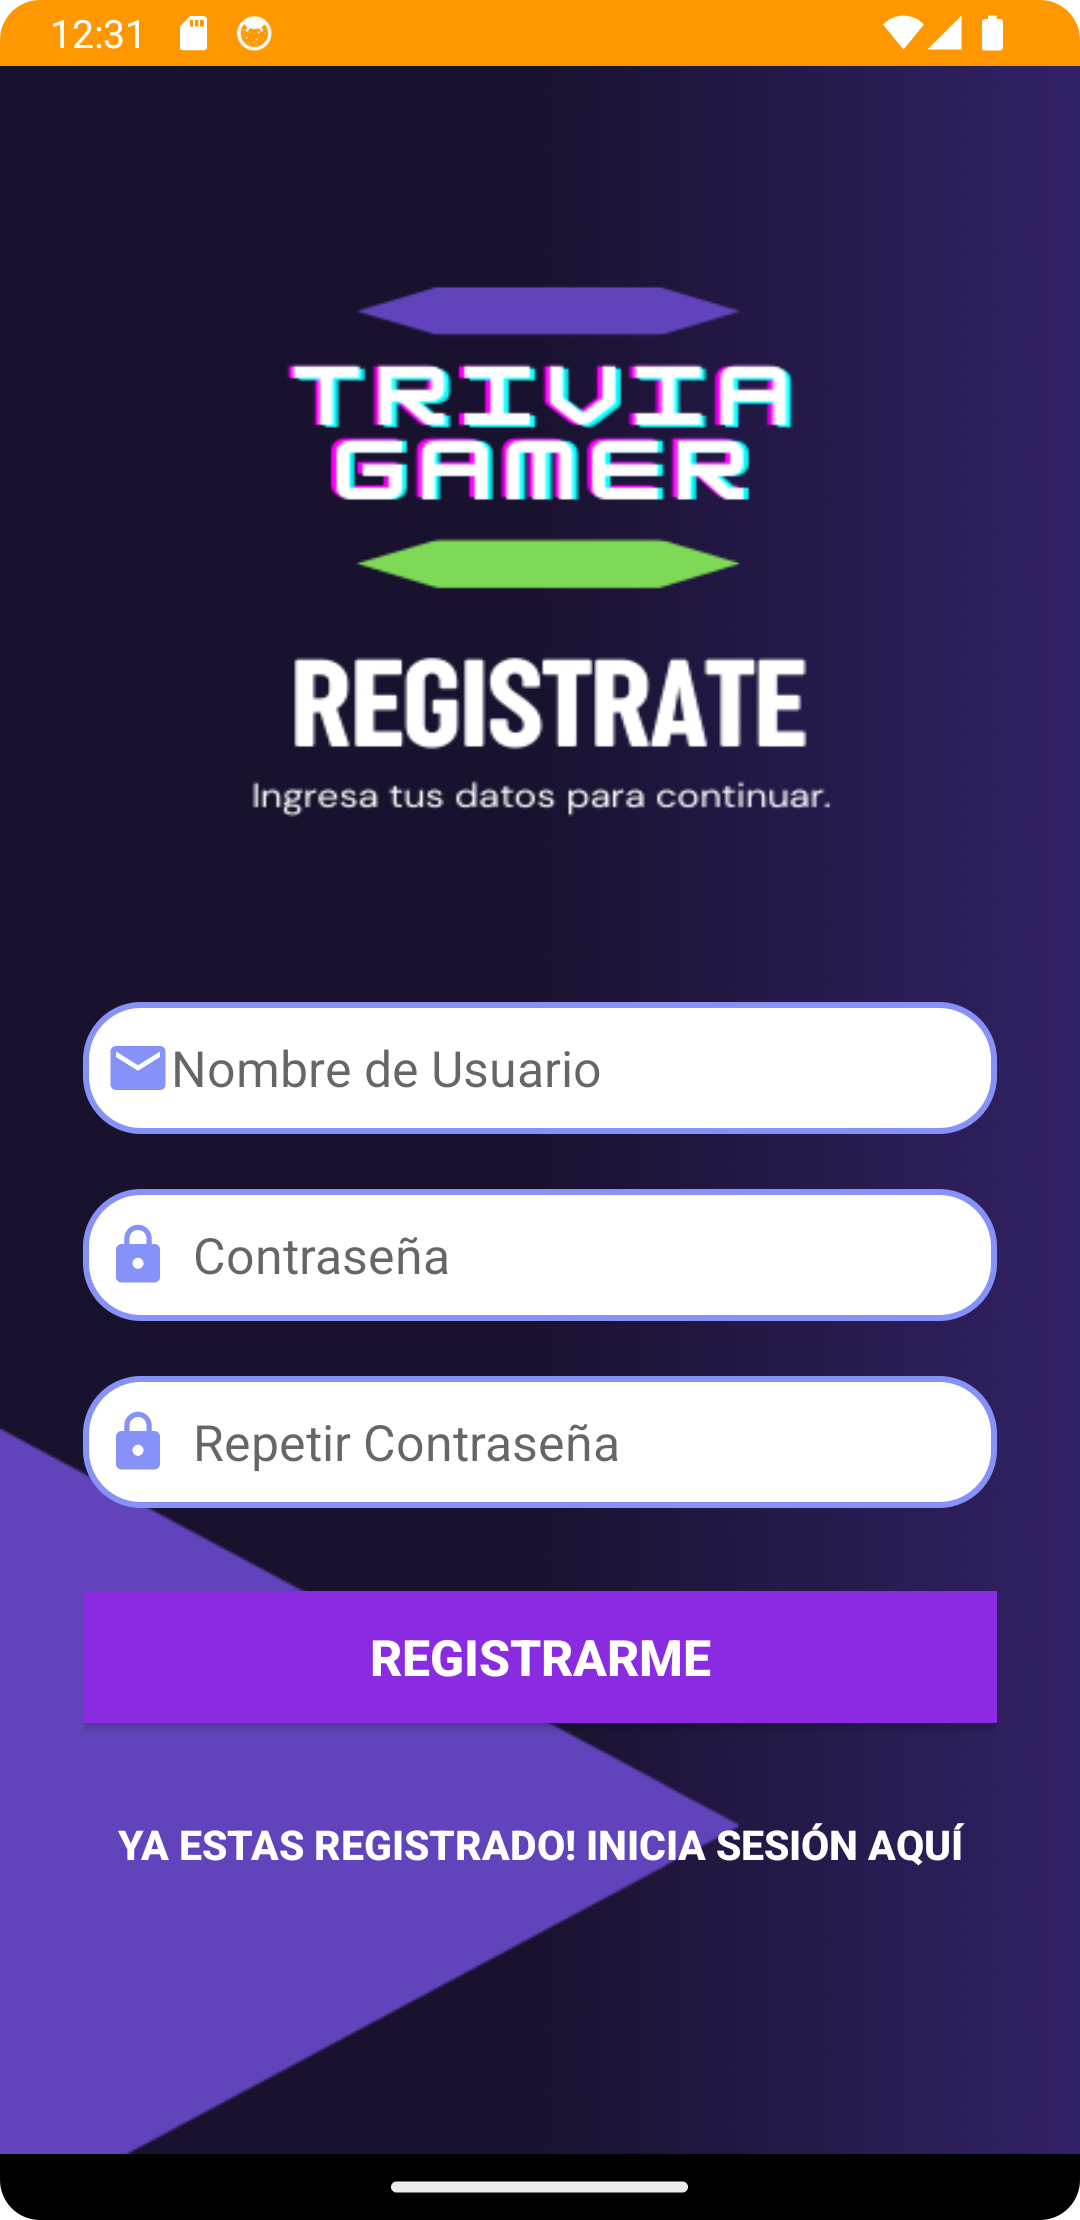 12:31
TRIVIA
GAMER
REGISTRATE
Ingresa tus datos para continuar.
Nombre de Usuario
Contraseña
Repetir Contraseña
REGISTRARME
YA ESTAS REGISTRADO! INICIA SESIÓN AQUÍ